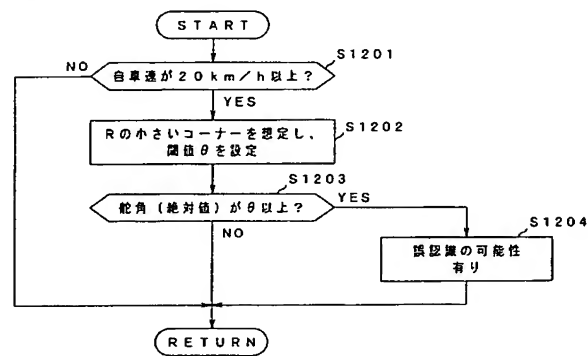 START
S1201
NO
自車速が20km/h以上?
YES
S1202
Rの小さいコーナーを想定し、
閾値θを設定
S1203
舵角(絶対値)がθ以上?
YES
NO
S1204
誤認識の可能性
有り
RETURN